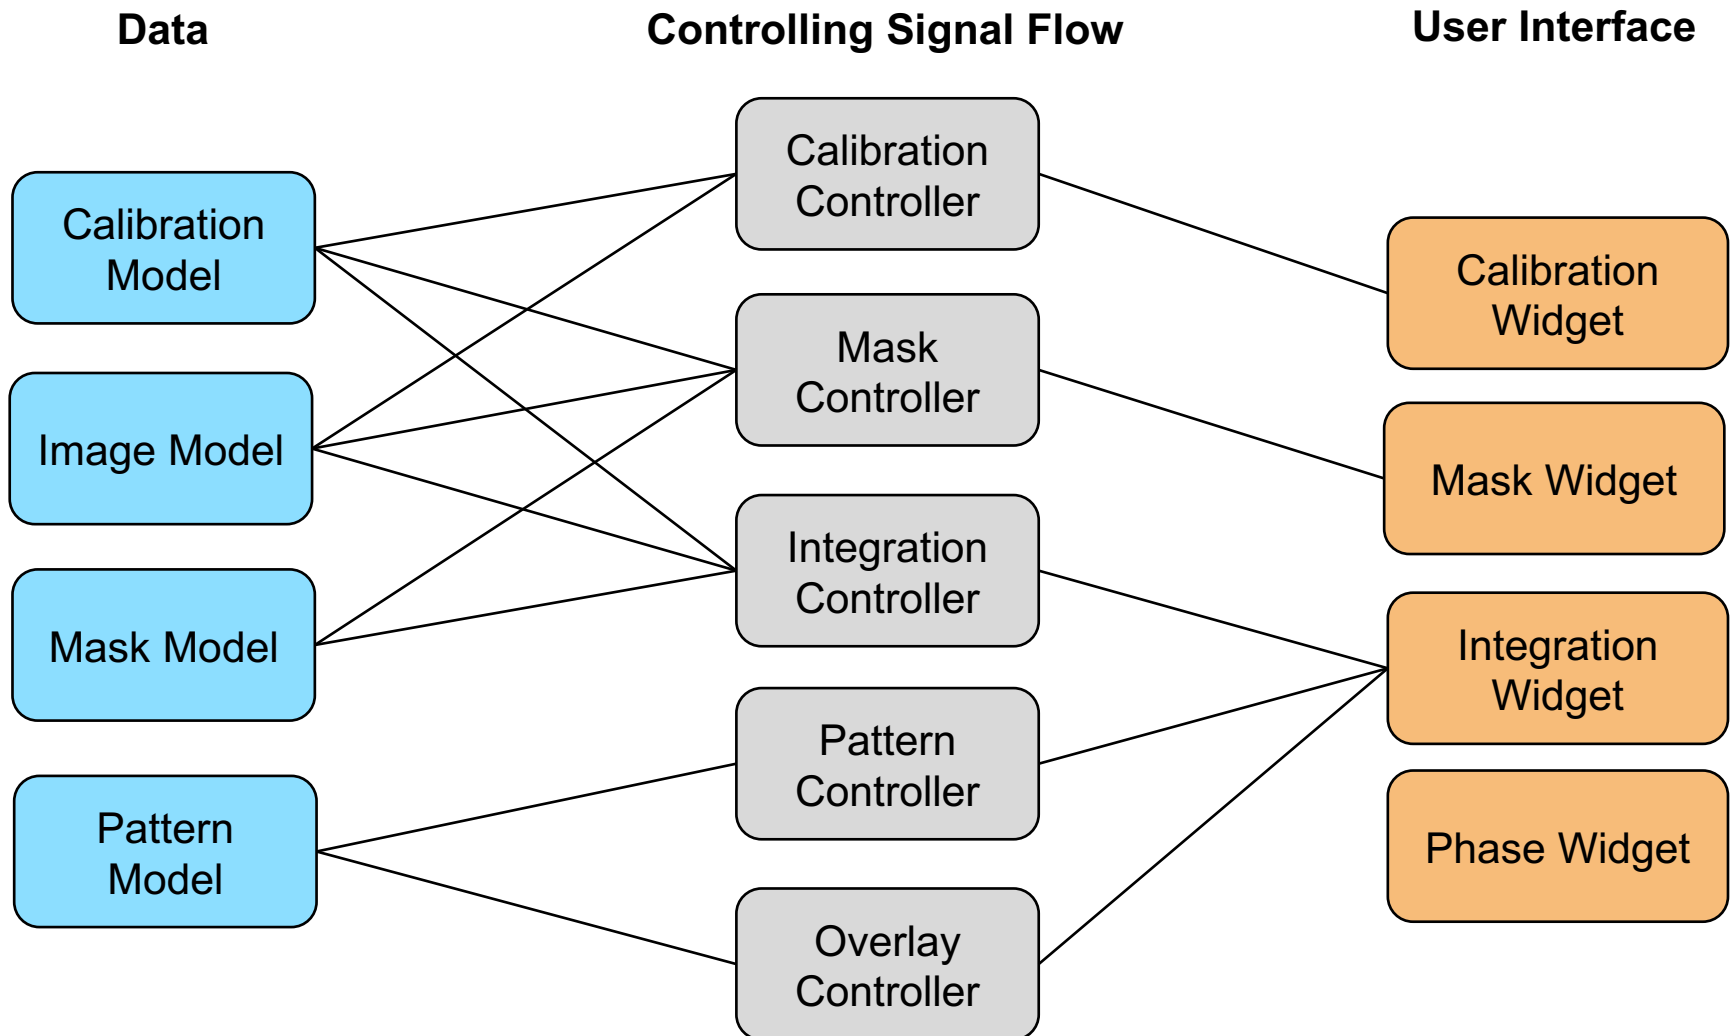 Data
Controlling Signal Flow
User Interface
Calibration
Model
Image Model
Mask Model
Pattern
Model
Calibration
Controller
Mask
Controller
Integration
Controller
Pattern
Controller
Overlay
Controller
Calibration
Widget
Mask Widget
Integration
Widget
Phase Widget